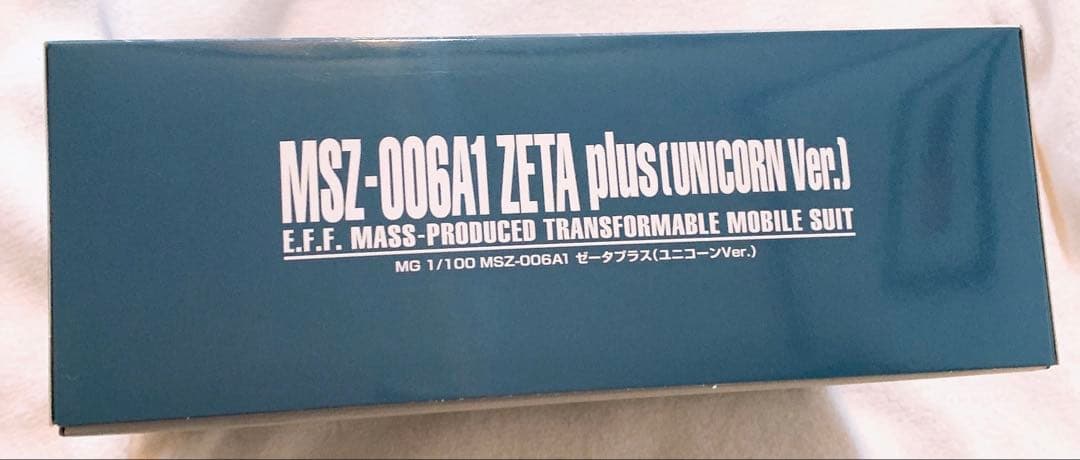 MSZ-006A1 ZETA plus(UNICORN Ver.)
E.F.F. MASS-PRODUCED TRANSFORMABLE MOBILE SUIT
MG 1/100 MSZ-006A1 ゼータプラス(ユニコーンVer.)